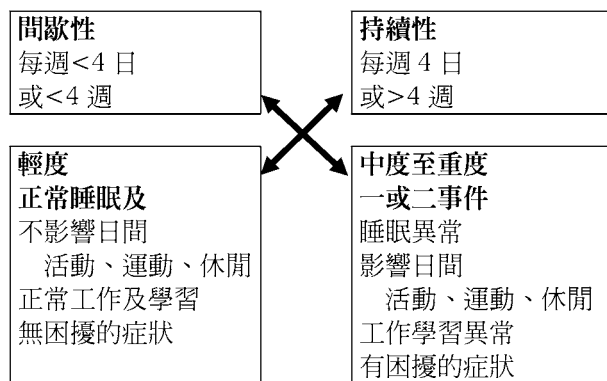 間歇性
每週<4 日
或<4 週
持續性
每週 4 日
或>4 週
輕度
正常睡眠及
不影響日間
活動、運動、休閒
正常工作及學習
無困擾的症狀
中度至重度
一或二事件
睡眠異常
影響日間
活動、運動、休閒
工作學習異常
有困擾的症狀